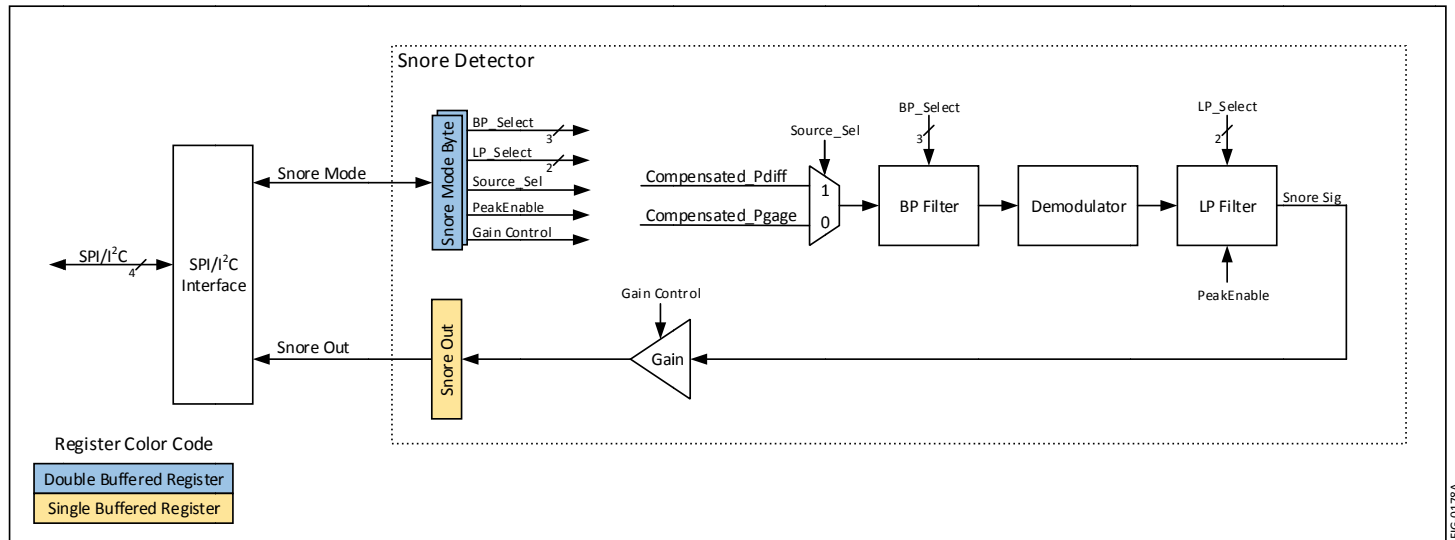 Snore Detector
BP_Select
3
LP_Select
2
Source_Sel
PeakEnable
Gain Control
Snore Mode Byte
Snore Mode
SPI/I²C
4
SPI/I²C
Interface
Compensated_Pdiff
Compensated_Pgage
Source_Sel
1
0
BP_Select
3
BP Filter
Demodulator
LP_Select
2
LP Filter
Snore Sig
PeakEnable
Gain Control
Gain
Snore Out
Snore Out
Register Color Code
Double Buffered Register
Single Buffered Register
FIG-0178A